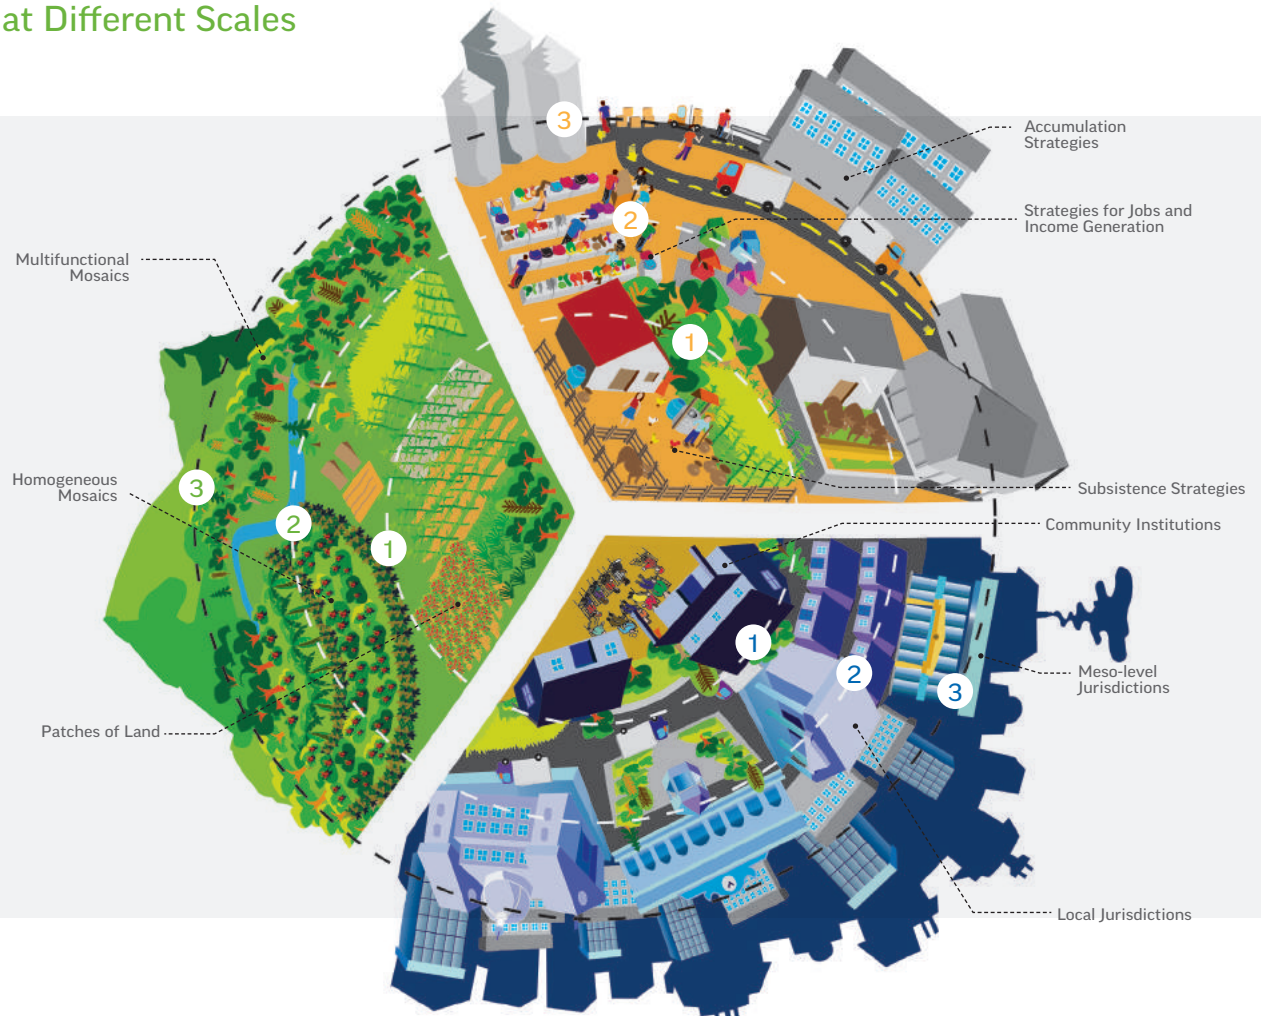 at Different Scales
3
Accumulation
Strategies
2
Strategies for Jobs and
Income Generation
Multifunctional
Mosaics
1
Homogeneous
Mosaics
3
2
1
Subsistence Strategies
Community Institutions
1
2
3
Meso-level
Jurisdictions
Patches of Land
Local Jurisdictions